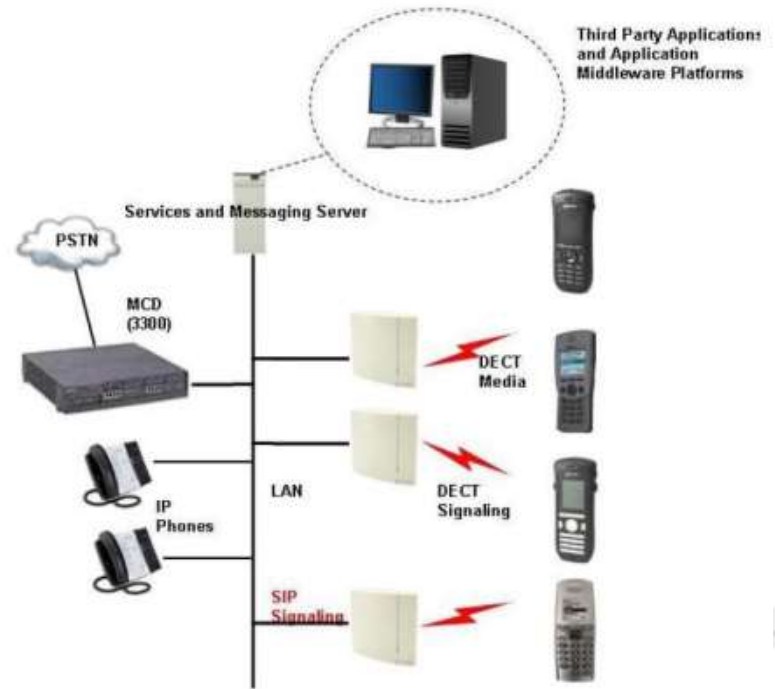 Third Party Applications
and Application
Middleware Platforms
Services and Messaging Server
PSTN
MCD
(3300)
DECT
Media
LAN
DECT
Signaling
IP
Phones
SIP
Signaling